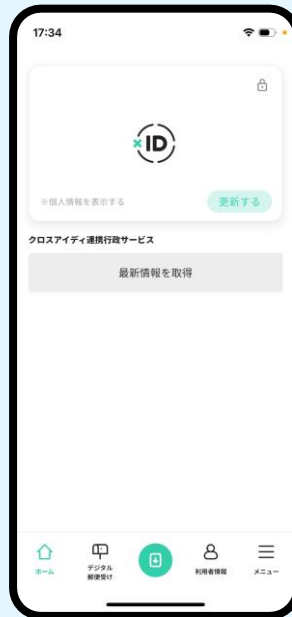 17:34
×ID
※個人情報を表示する
更新する
クロスアイディ連携行政サービス
最新情報を取得
ホーム
デジタル
郵便受け
利用者情報
メニュー